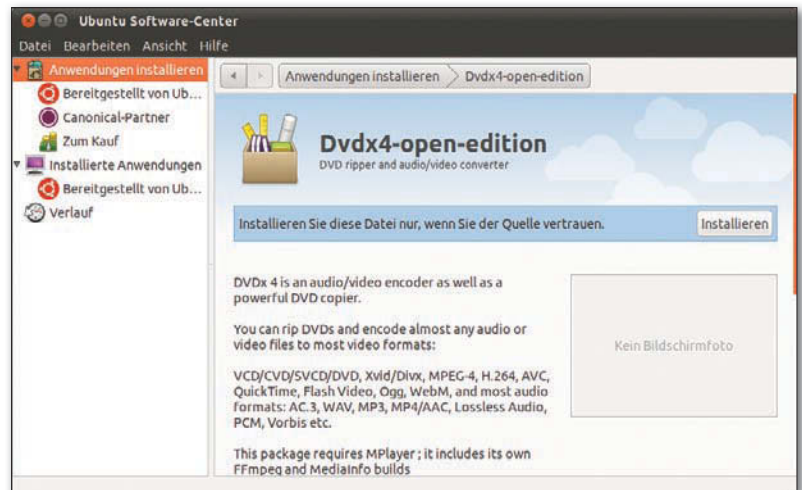 Ubuntu Software-Center
Datei Bearbeiten Ansicht Hilfe
Anwendungen installieren
Bereitgestellt von Ub...
Canonical-Partner
Zum Kauf
Installierte Anwendungen
Bereitgestellt von Ub...
Verlauf
Anwendungen installieren Dvdx4-open-edition
Dvdx4-open-edition
DVD ripper and audio/video converter
Installieren Sie diese Datei nur, wenn Sie der Quelle vertrauen. Installieren
DVDx 4 is an audio/video encoder as well as a
powerful DVD copier.
You can rip DVDs and encode almost any audio or
video files to most video formats:
VCD/CVD/SVCD/DVD, Xvid/Divx, MPEG-4, H.264, AVC,
QuickTime, Flash Video, Ogg, WebM, and most audio
formats: AC.3, WAV, MP3, MP4/AAC, Lossless Audio,
PCM, Vorbis etc.
This package requires MPlayer ; it includes its own
FFmpeg and MediaInfo builds
Kein Bildschirmfoto